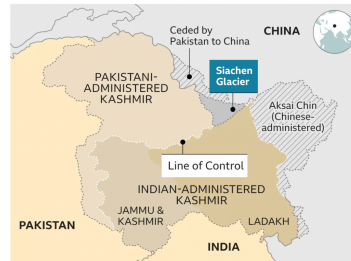 Ceded by
Pakistan to China
CHINA
PAKISTANI-
ADMINISTERED
KASHMIR
Siachen
Glacier
Aksai Chin
(Chinese-
administered)
Line of Control
INDIAN-ADMINISTERED
KASHMIR
JAMMU &
KASHMIR
LADAKH
PAKISTAN
INDIA